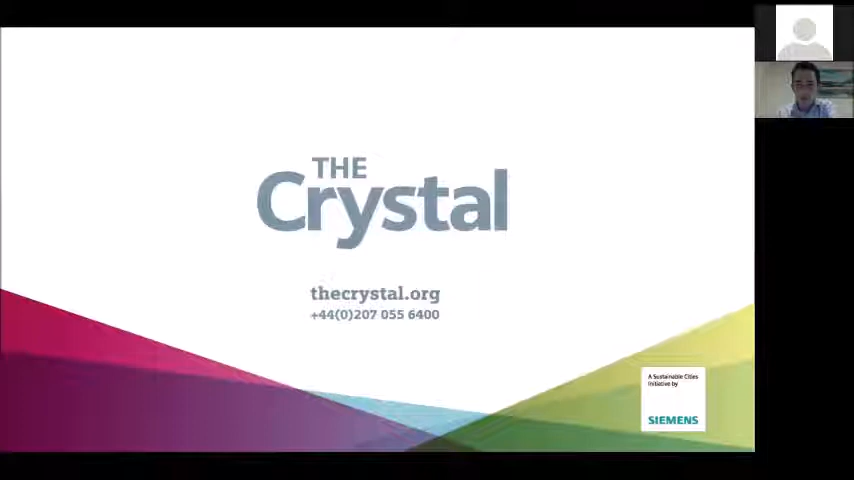 THE
Crystal
thecrystal.org
+44(0)207 055 6400
A Sustainable Cities
Initiative by
SIEMENS